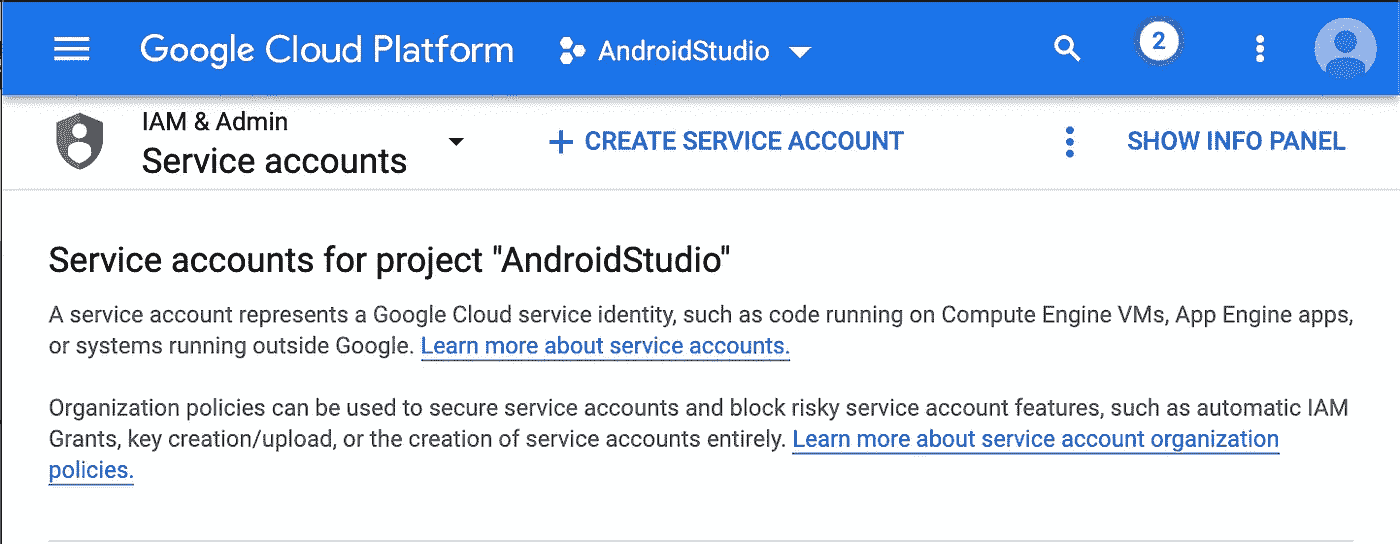 Google Cloud Platform
AndroidStudio
2
IAM & Admin
Service accounts
+ CREATE SERVICE ACCOUNT
SHOW INFO PANEL
Service accounts for project "AndroidStudio"
A service account represents a Google Cloud service identity, such as code running on Compute Engine VMs, App Engine apps,
or systems running outside Google. Learn more about service accounts.
Organization policies can be used to secure service accounts and block risky service account features, such as automatic IAM
Grants, key creation/upload, or the creation of service accounts entirely. Learn more about service account organization
policies.